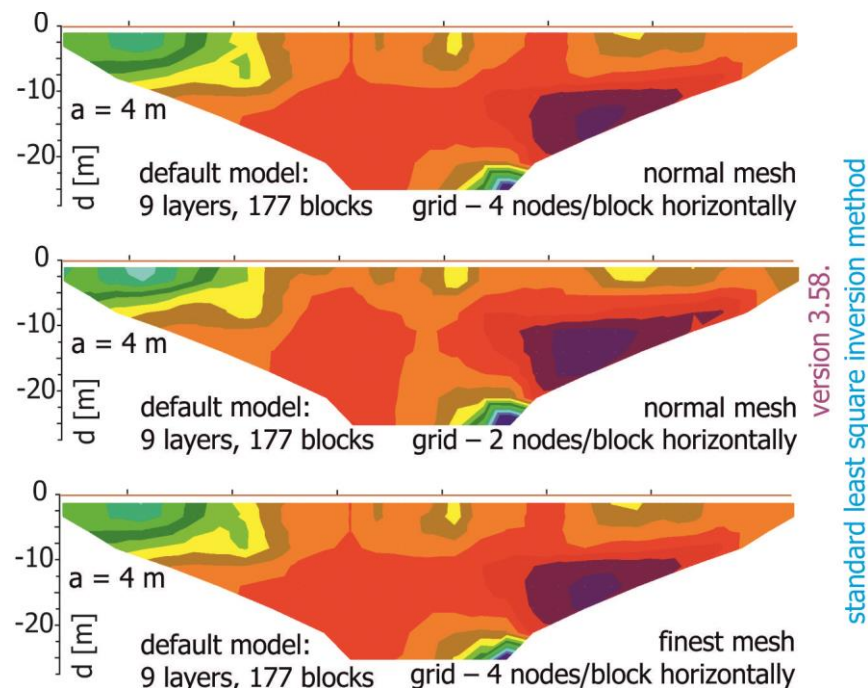 0
-10
-20
d [m]
a = 4 m
default model:
9 layers, 177 blocks
normal mesh
grid – 4 nodes/block horizontally
0
-10
-20
d [m]
a = 4 m
default model:
9 layers, 177 blocks
normal mesh
grid – 2 nodes/block horizontally
0
-10
-20
d [m]
a = 4 m
default model:
9 layers, 177 blocks
finest mesh
grid – 4 nodes/block horizontally
version 3.58.
standard least square inversion method